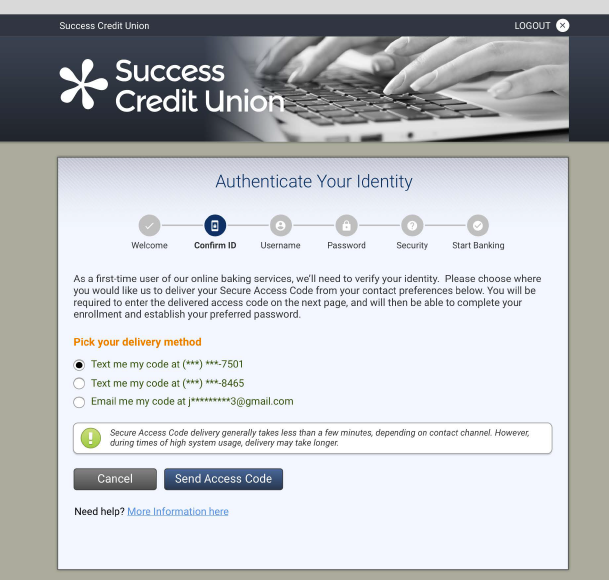 Success Credit Union
LOGOUT
Success
Credit Union
Authenticate Your Identity
Welcome
Confirm ID
Username
Password
Security
Start Banking
As a first-time user of our online baking services, we'll need to verify your identity. Please choose where
you would like us to deliver your Secure Access Code from your contact preferences below. You will be
required to enter the delivered access code on the next page, and will then be able to complete your
enrollment and establish your preferred password.
Pick your delivery method
Text me my code at (***) ***-7501
Text me my code at (***) ***-8465
Email me my code at j*********3@gmail.com
Secure Access Code delivery generally takes less than a few minutes, depending on contact channel. However,
during times of high system usage, delivery may take longer.
Cancel
Send Access Code
Need help? More Information here